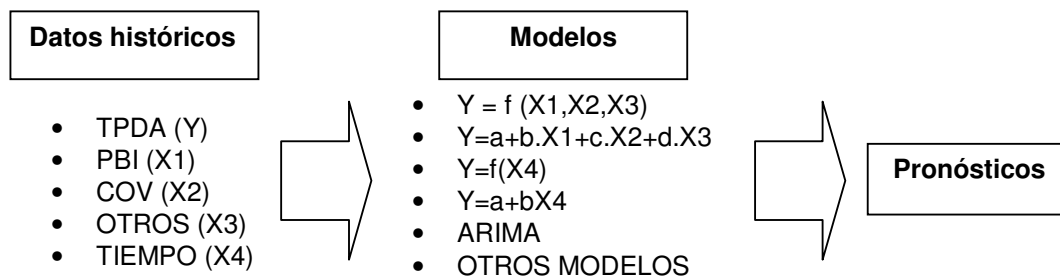 Datos históricos
• TPDA (Y)
• PBI (X1)
• COV (X2)
• OTROS (X3)
• TIEMPO (X4)
Modelos
• Y = f (X1,X2,X3)
• Y=a+b.X1+c.X2+d.X3
• Y=f(X4)
• Y=a+bX4
• ARIMA
• OTROS MODELOS
Pronósticos